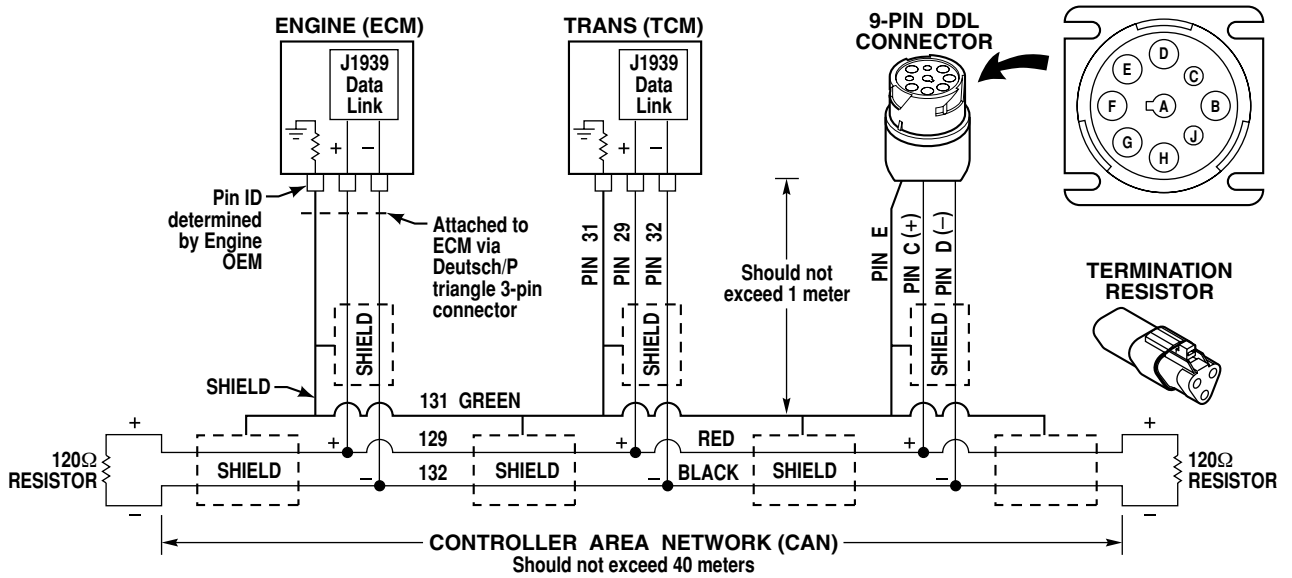 ENGINE (ECM)
TRANS (TCM)
9-PIN DDL
CONNECTOR
J1939
Data
Link
+
–
J1939
Data
Link
+
–
D
E
C
F
A
B
G
J
H
Pin ID
determined
by Engine
OEM
Attached to
ECM via
Deutsch/P
triangle 3-pin
connector
PIN 31
PIN 29
PIN 32
Should not
exceed 1 meter
PIN E
PIN C (+)
PIN D (–)
TERMINATION
RESISTOR
SHIELD
SHIELD
SHIELD
SHIELD
131 GREEN
+
129
+
+
RED
+
+
120Ω
RESISTOR
SHIELD
132
–
SHIELD
–
BLACK
SHIELD
–
120Ω
RESISTOR
–
–
CONTROLLER AREA NETWORK (CAN)
Should not exceed 40 meters